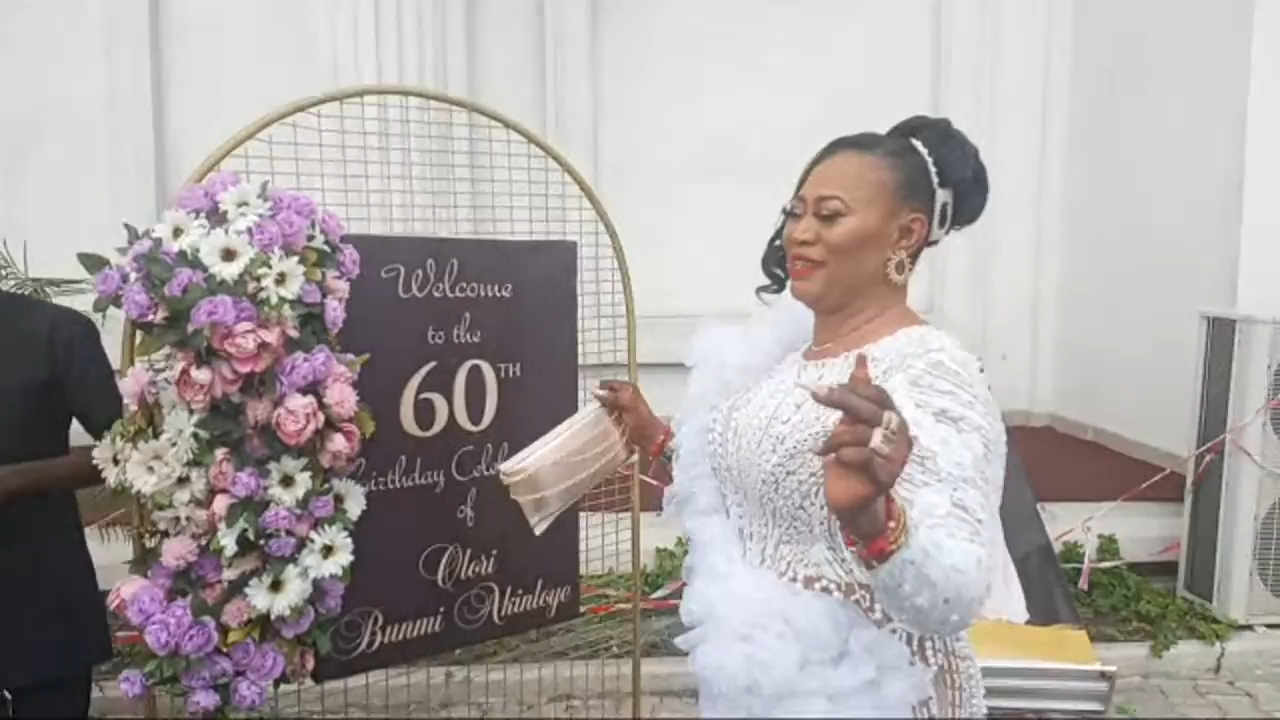 Welcome
to the
60TH
Birthday
of
Olori
Bunmi Akinloye